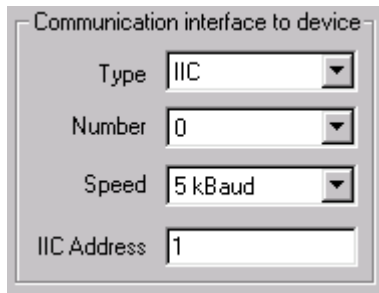 Communication interface to device
Type IIC
Number 0
Speed 5 kBaud
IIC Address 1